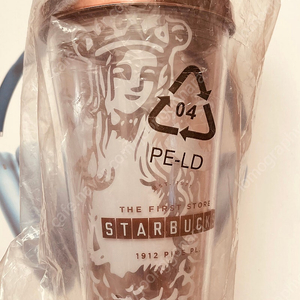 04
PE-LD
THE FIRST STORE
STARBUCKS
1912 PIKE PL.